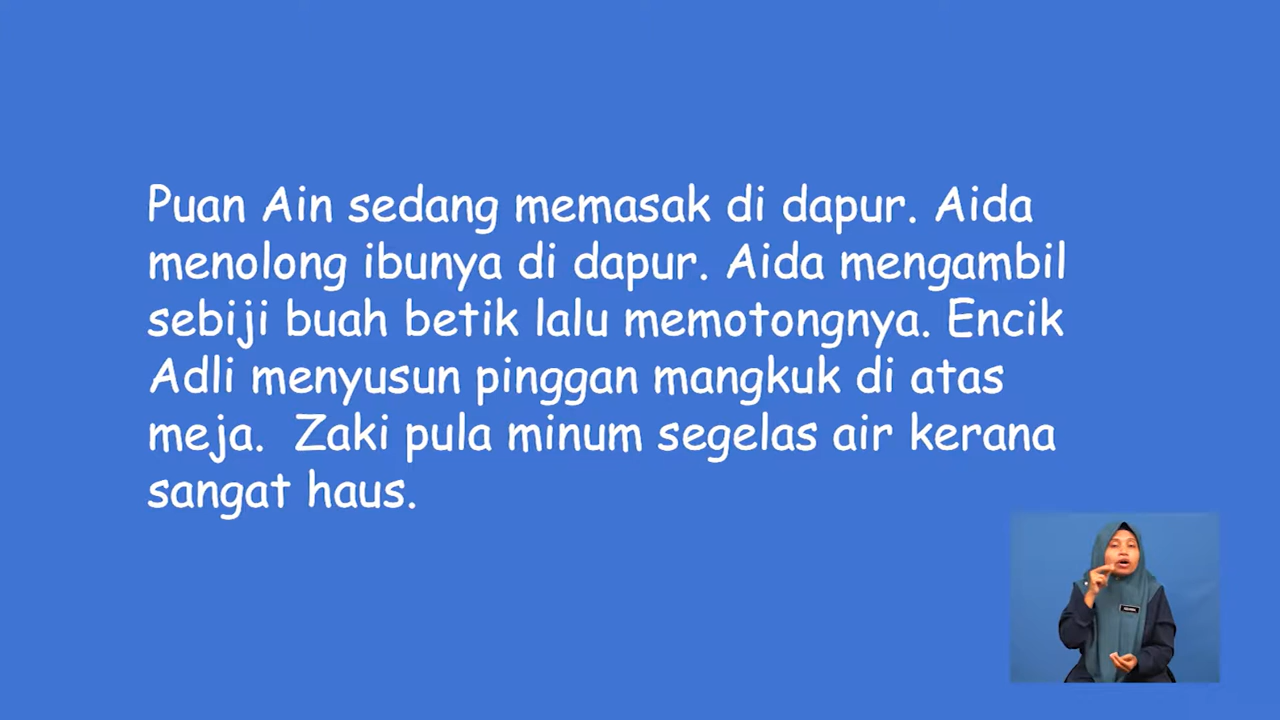 Puan Ain sedang memasak di dapur. Aida
menolong ibunya di dapur. Aida mengambil
sebiji buah betik lalu memotongnya. Encik
Adli menyusun pinggan mangkuk di atas
meja.  Zaki pula minum segelas air kerana
sangat haus.